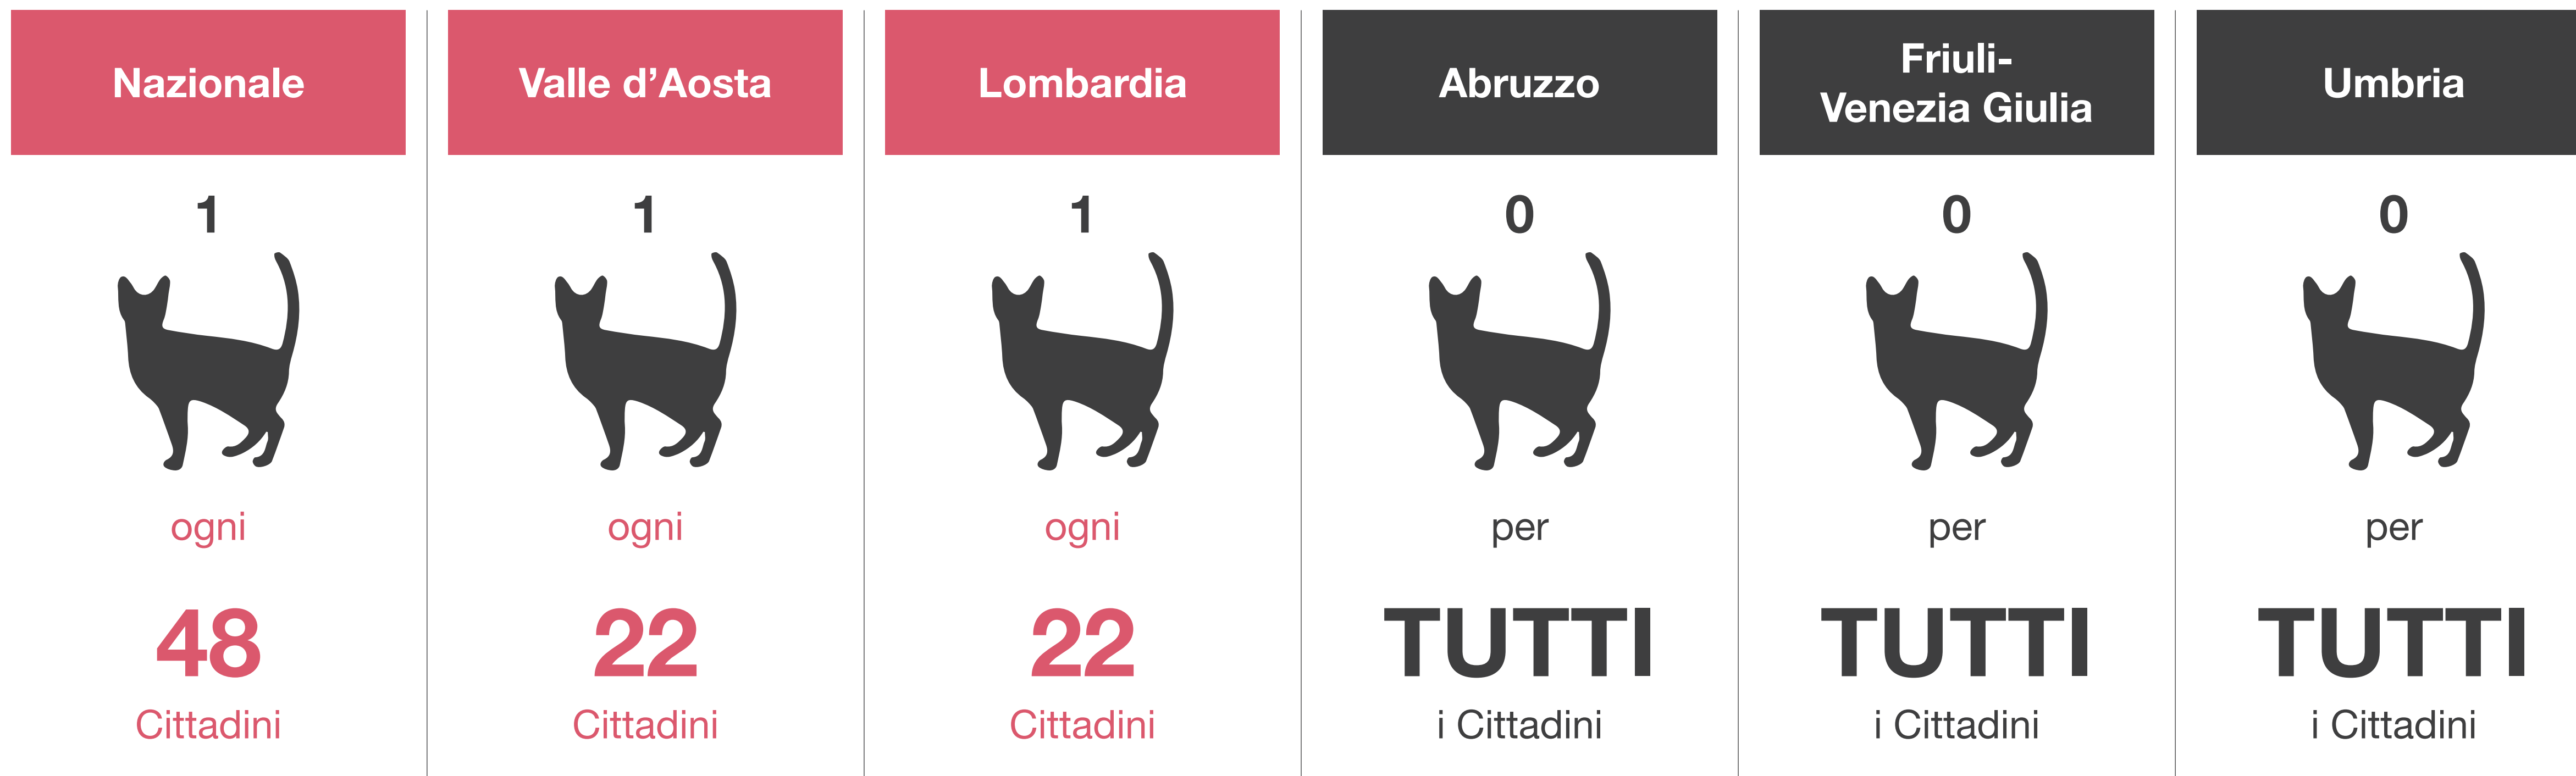 Nazionale
1
ogni
48
Cittadini
Valle d’Aosta
1
ogni
22
Cittadini
Lombardia
1
ogni
22
Cittadini
Abruzzo
0
per
TUTTI
i Cittadini
Friuli-
Venezia Giulia
0
per
TUTTI
i Cittadini
Umbria
0
per
TUTTI
i Cittadini